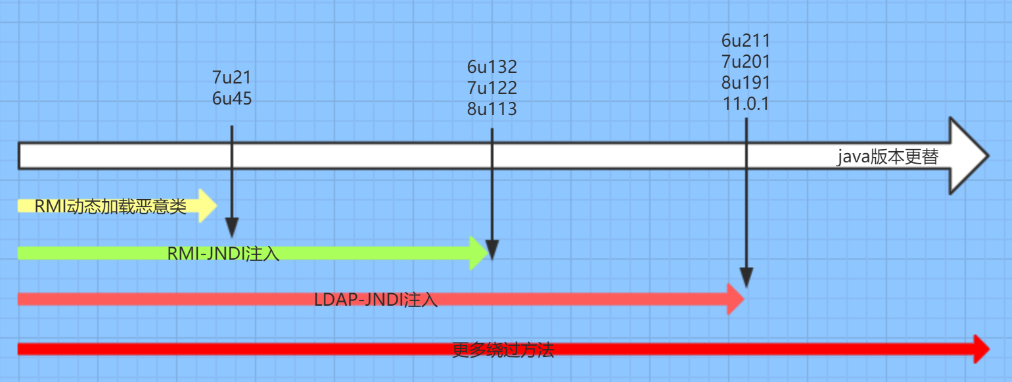 7u21
6u45
6u132
7u122
8u113
6u211
7u201
8u191
11.0.1
java版本更替
RMI动态加载恶意类
RMI-JNDI注入
LDAP-JNDI注入
更多绕过方法